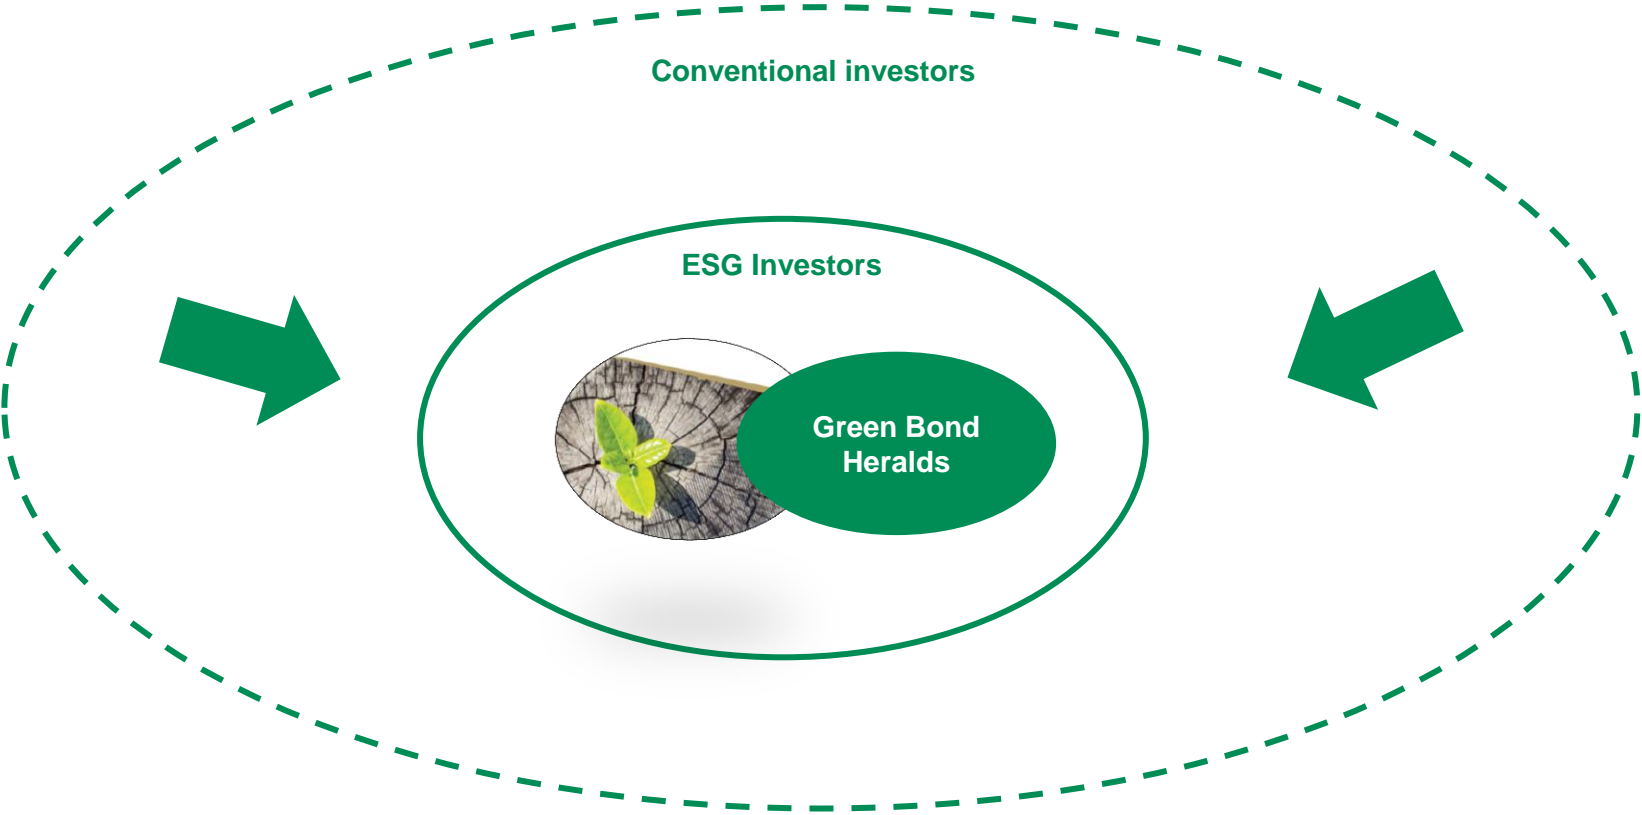 Conventional investors
ESG Investors
Green Bond
Heralds